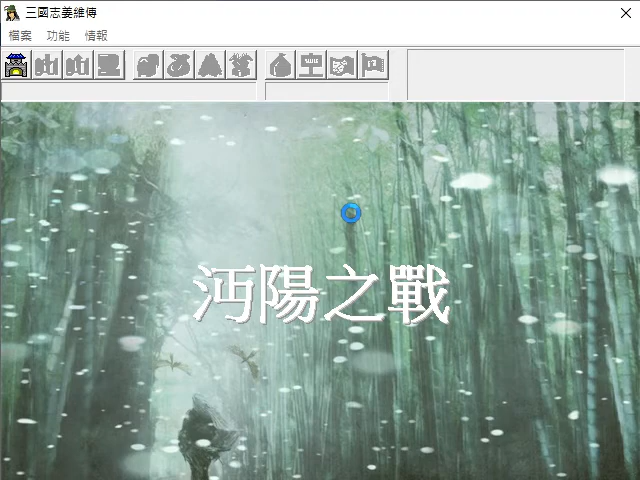 三國志姜維傳
檔案 功能 情報
沔陽之戰